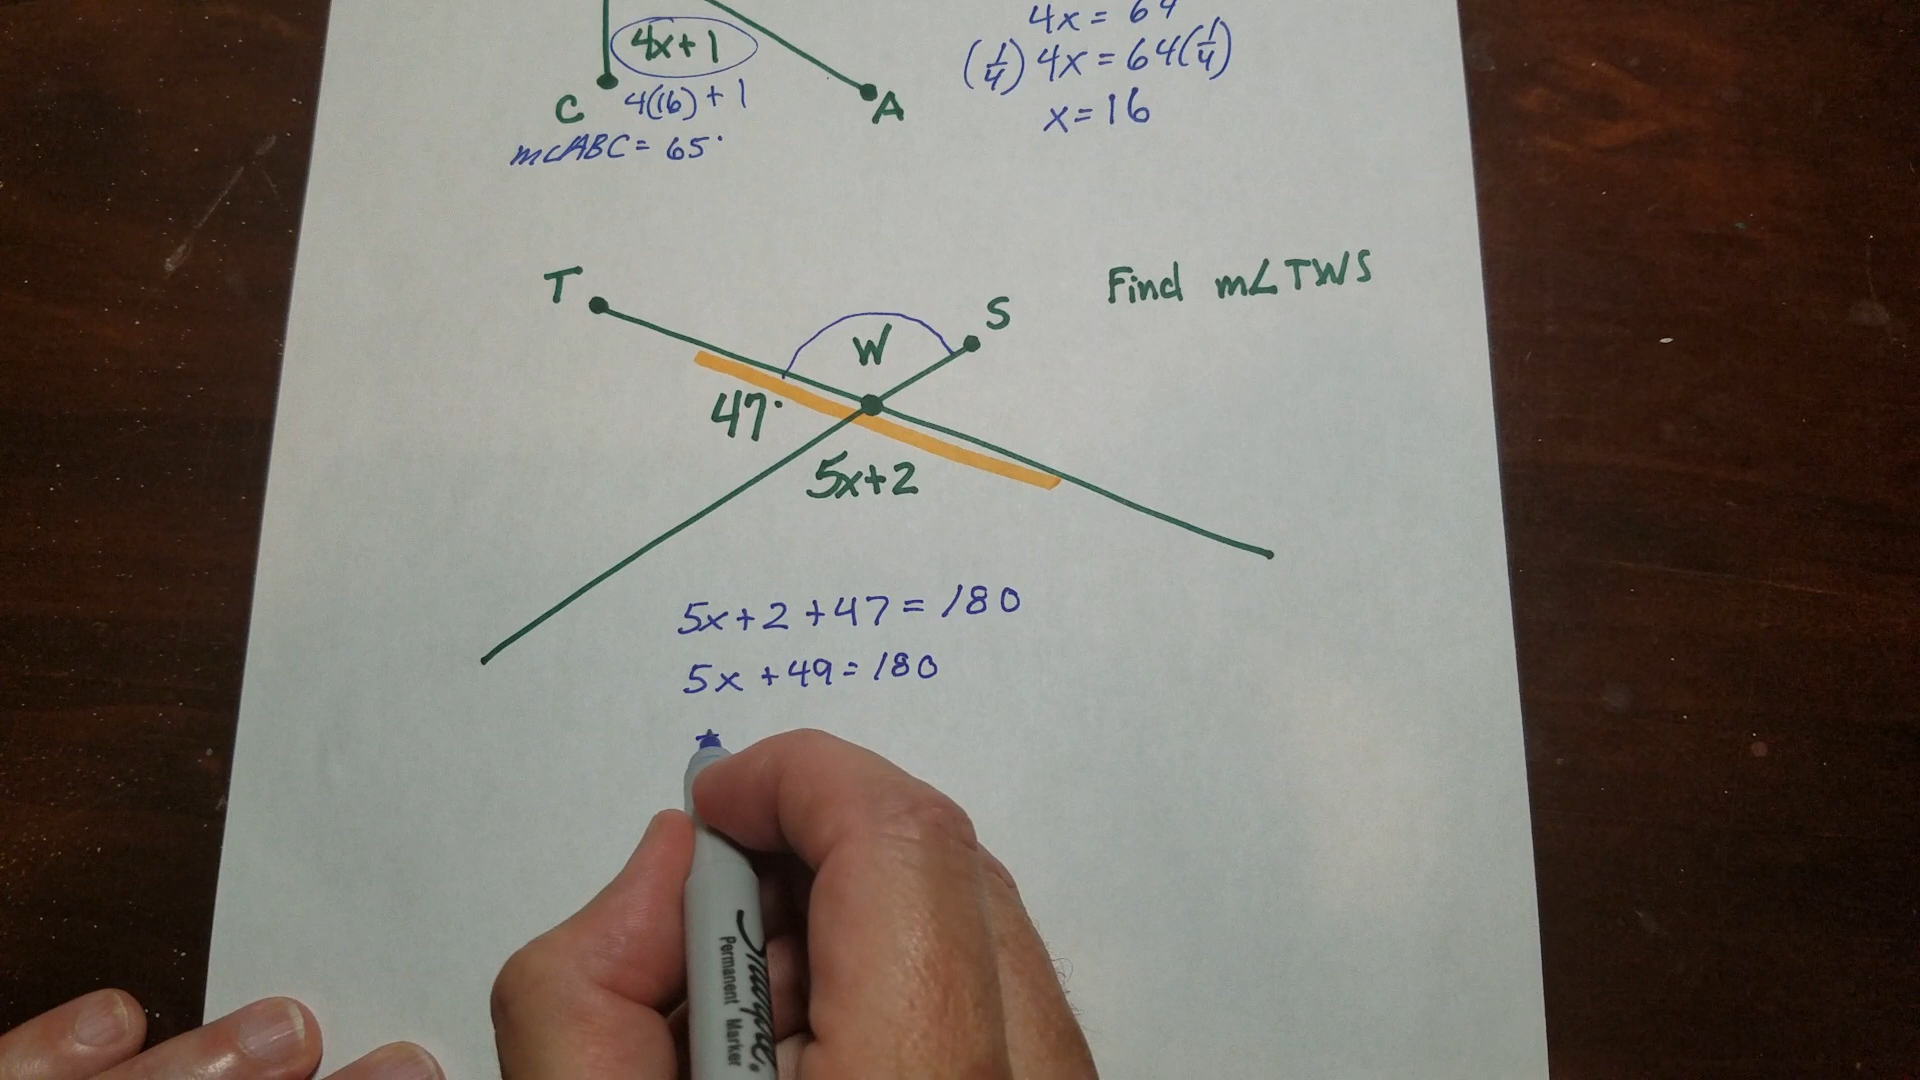 4x+1
C
4(16)+1
A
m∠ABC = 65°
4x = 64
(1/4) 4x = 64(1/4)
x=16
Find m∠TWS
T
S
W
47°
5x+2
5x+2+47=180
5x+49=180
Sharpie.
Permanent Marker